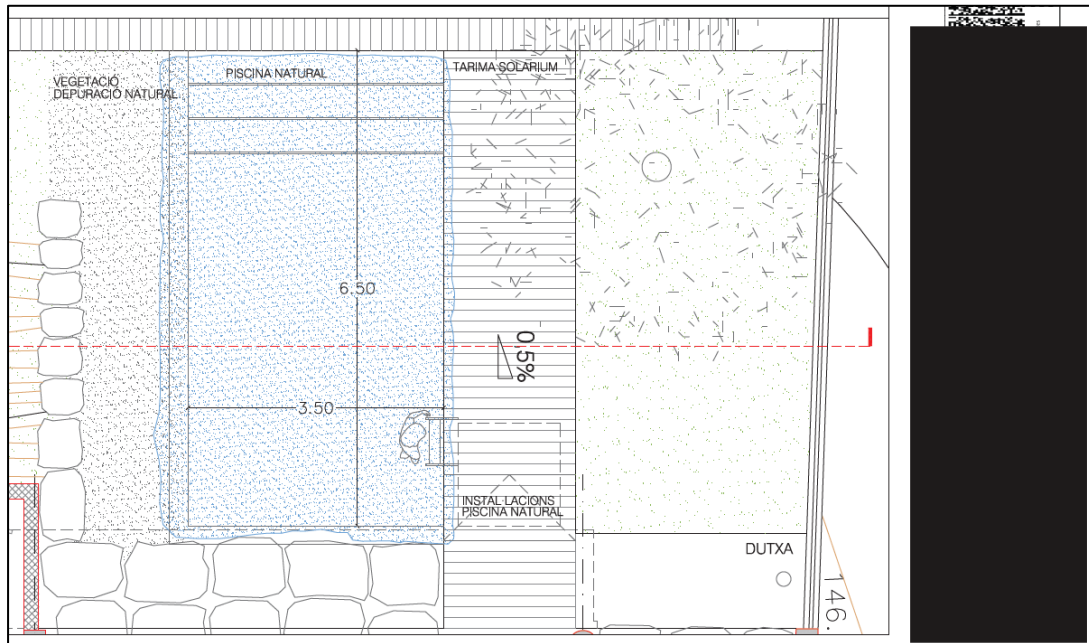 PISCINA NATURAL
TARIMA SOLARIUM
VEGETACIÓ
DEPURACIÓ NATURAL
6.50
0.5%
3.50
INSTAL·LACIONS
PISCINA NATURAL
DUTXA
146.